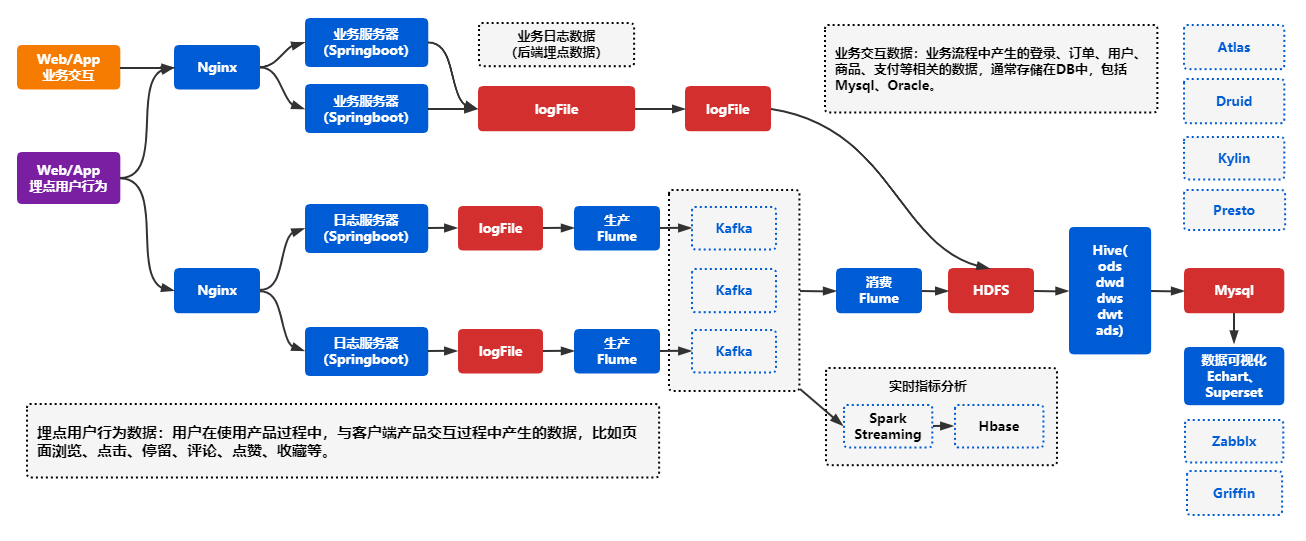 Web/App
业务交互
Web/App
埋点用户行为
Nginx
Nginx
业务服务器
(Springboot)
业务服务器
(Springboot)
业务日志数据
(后端埋点数据)
logFile
logFile
业务交互数据：业务流程中产生的登录、订单、用户、
商品、支付等相关的数据，通常存储在DB中，包括
Mysql、Oracle。
Atlas
Druid
Kylin
Presto
日志服务器
(Springboot)
logFile
生产
Flume
Kafka
Kafka
Kafka
日志服务器
(Springboot)
logFile
生产
Flume
消费
Flume
HDFS
Hive(
ods
dwd
dws
dwt
ads)
Mysql
数据可视化
Echart、
Superset
实时指标分析
Spark
Streaming
Hbase
Zabblx
Griffin
埋点用户行为数据：用户在使用产品过程中，与客户端产品交互过程中产生的数据，比如页
面浏览、点击、停留、评论、点赞、收藏等。